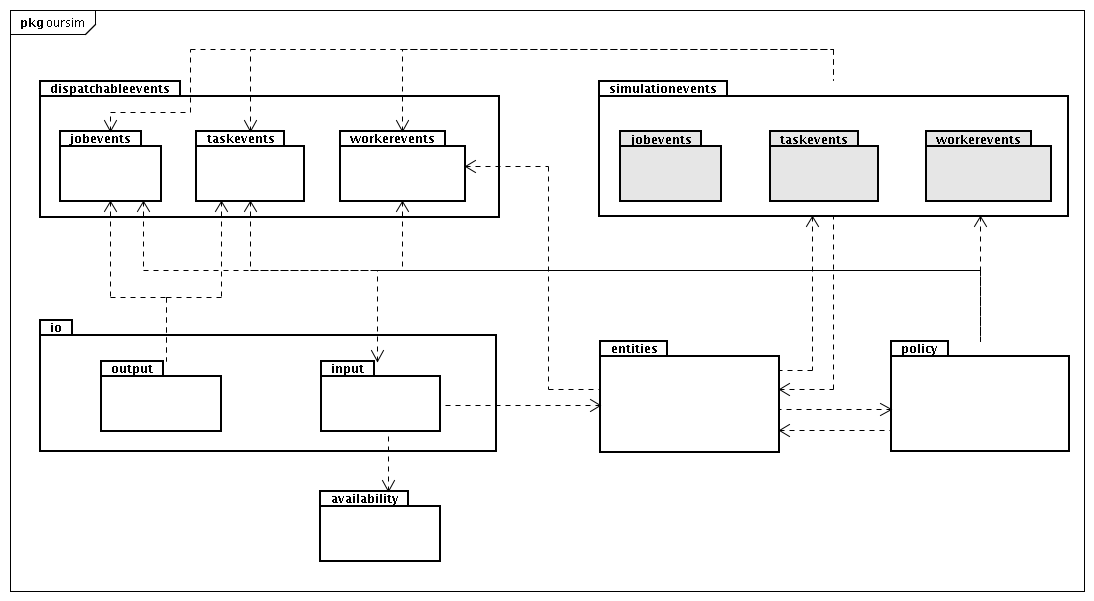 pkg oursim
dispatchableevents
simulationevents
jobevents
taskevents
workerevents
jobevents
taskevents
workerevents
io
output
input
entities
policy
availability